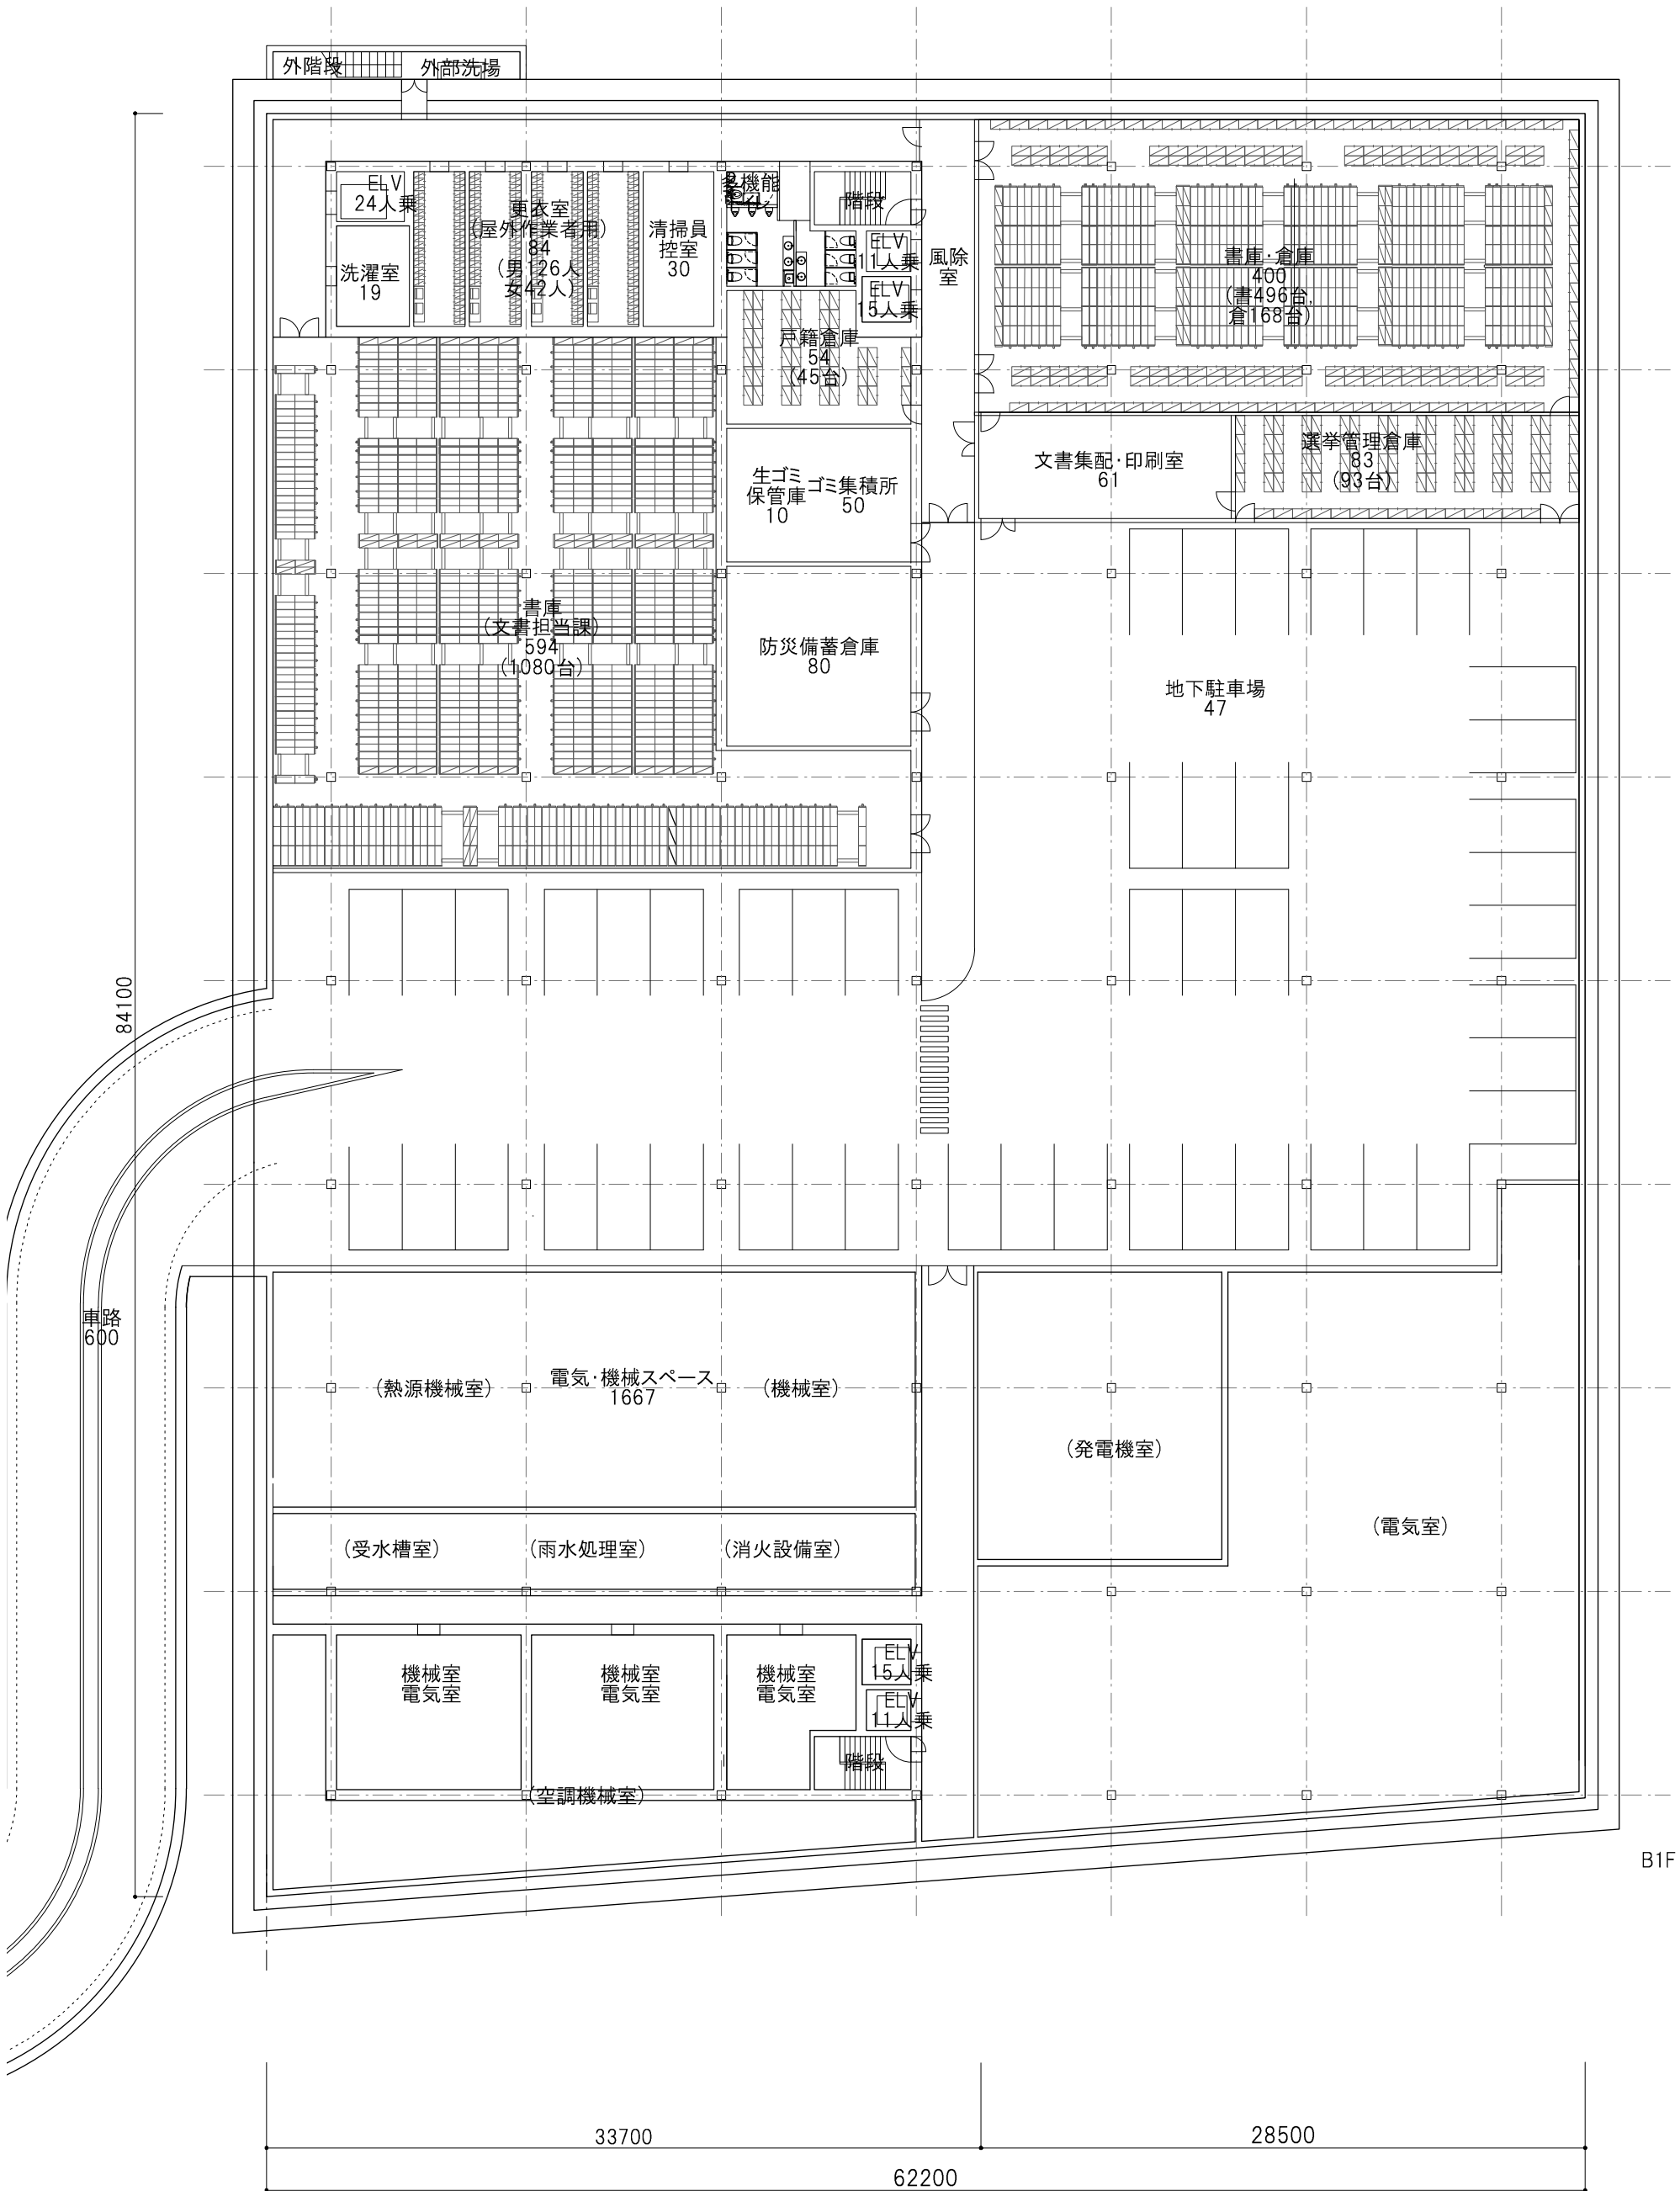 外階段
外部洗場
ELV
24人乗
更衣室
(屋外作業者用)
84
(男126人
女42人)
清掃員
控室
30
多機能
階段
ELV
11人乗
ELV
15人乗
風除
室
洗濯室
19
書庫・倉庫
400
(書496台,
倉168台)
戸籍倉庫
54
(45台)
文書集配・印刷室
61
選挙管理倉庫
83
(93台)
生ゴミ
保管庫
10
ゴミ集積所
50
書庫
(文書担当課)
594
(1080台)
防災備蓄倉庫
80
地下駐車場
47
84100
車路
600
(熱源機械室)
電気・機械スペース
1667
(機械室)
(発電機室)
(電気室)
(受水槽室)
(雨水処理室)
(消火設備室)
機械室
電気室
機械室
電気室
機械室
電気室
ELV
15人乗
ELV
11人乗
階段
(空調機械室)
B1F
33700
28500
62200